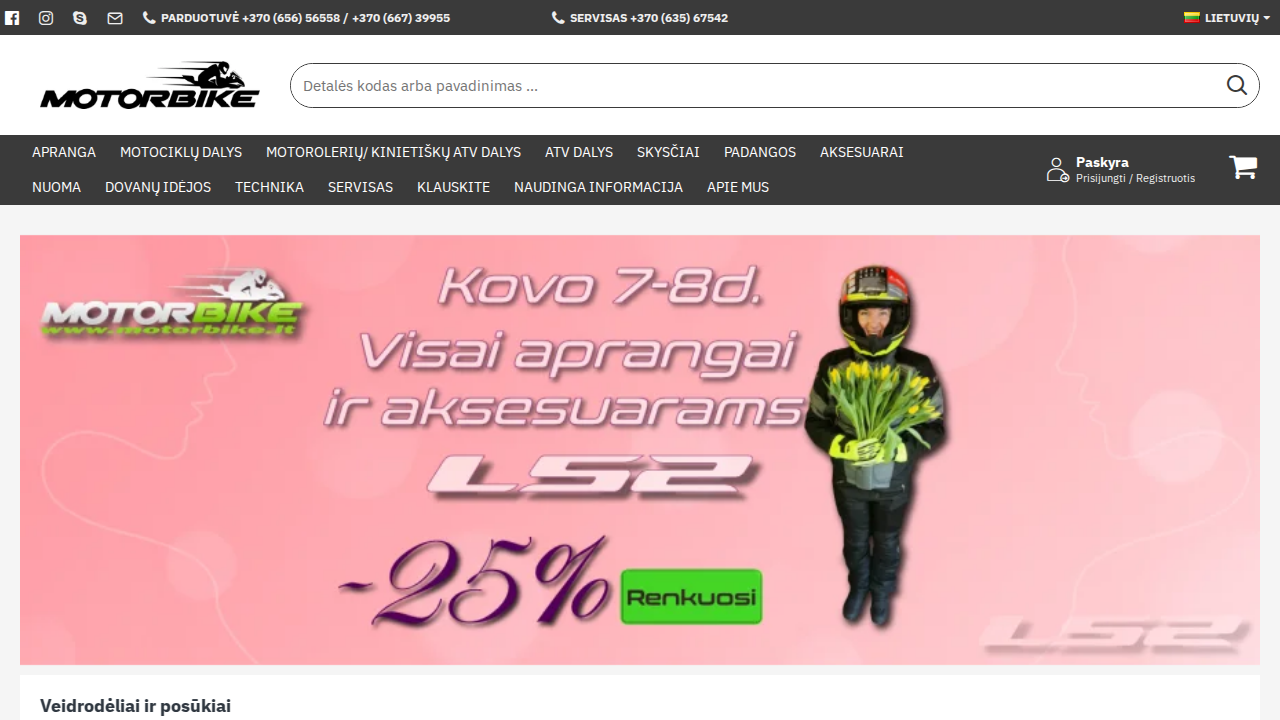 PARDUOTUVĖ +370 (656) 56558 / +370 (667) 39955
SERVISAS +370 (635) 67542
LIETUVIŲ
MOTORBIKE
Detalės kodas arba pavadinimas ...
APRANGA MOTOCIKLŲ DALYS MOTOROLERIŲ/ KINIETIŠKŲ ATV DALYS ATV DALYS SKYSČIAI PADANGOS AKSESUARAI
NUOMA DOVANŲ IDĖJOS TECHNIKA SERVISAS KLAUSKITE NAUDINGA INFORMACIJA APIE MUS
Paskyra
Prisijungti / Registruotis
MOTORBIKE
www.motorbike.lt
Kovo 7-8d.
Visai aprangai
ir aksesuarams
LS2
-25%
Renkuosi
LS2
Veidrodėliai ir posūkiai